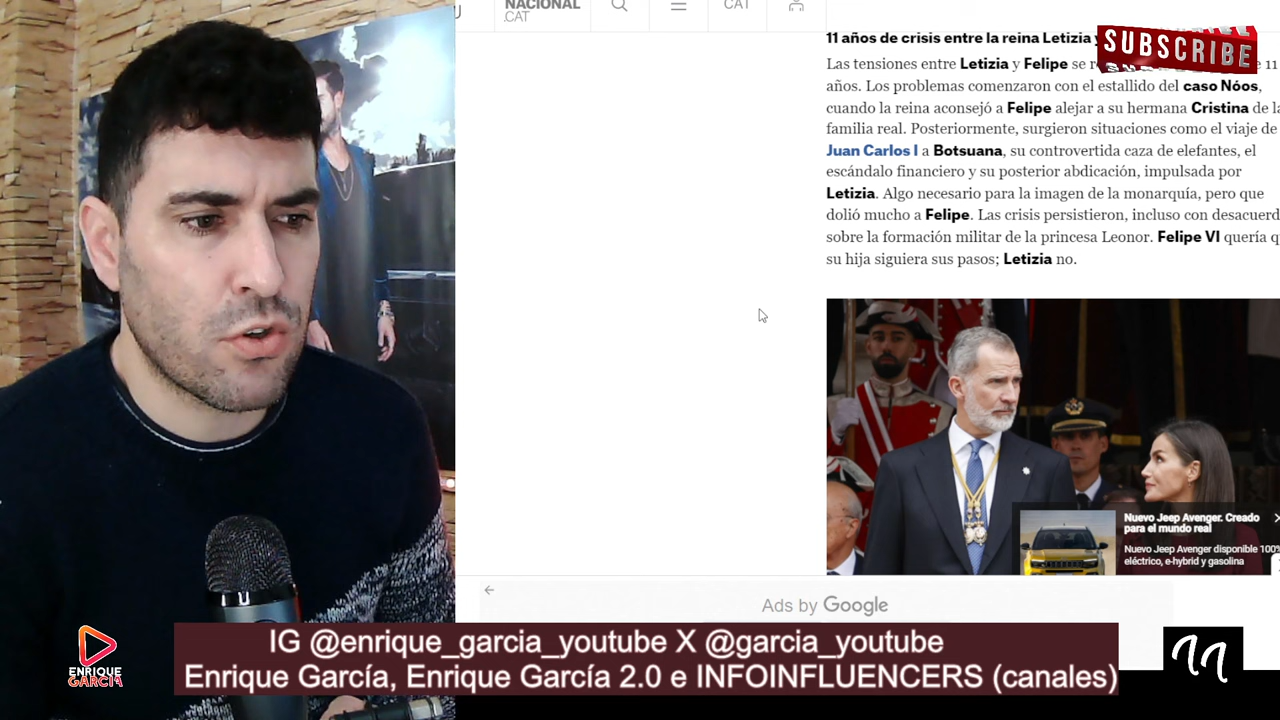 NACIONAL
.CAT
CAT
SUBSCRIBE
11 años de crisis entre la reina Letizia y
Las tensiones entre Letizia y Felipe se 11
años. Los problemas comenzaron con el estallido del caso Nóos,
cuando la reina aconsejó a Felipe alejar a su hermana Cristina de la
familia real. Posteriormente, surgieron situaciones como el viaje de
Juan Carlos I a Botsuana, su controvertida caza de elefantes, el
escándalo financiero y su posterior abdicación, impulsada por
Letizia. Algo necesario para la imagen de la monarquía, pero que
dolió mucho a Felipe. Las crisis persistieron, incluso con desacuerd
sobre la formación militar de la princesa Leonor. Felipe VI quería q
su hija siguiera sus pasos; Letizia no.
Nuevo Jeep Avenger. Creado
para el mundo real
Nuevo Jeep Avenger disponible 100%
eléctrico, e-hybrid y gasolina
Ads by Google
IG @enrique_garcia_youtube X @garcia_youtube
Enrique García, Enrique García 2.0 e INFOINFLUENCERS (canales)
ENRIQUE
GARCÍA